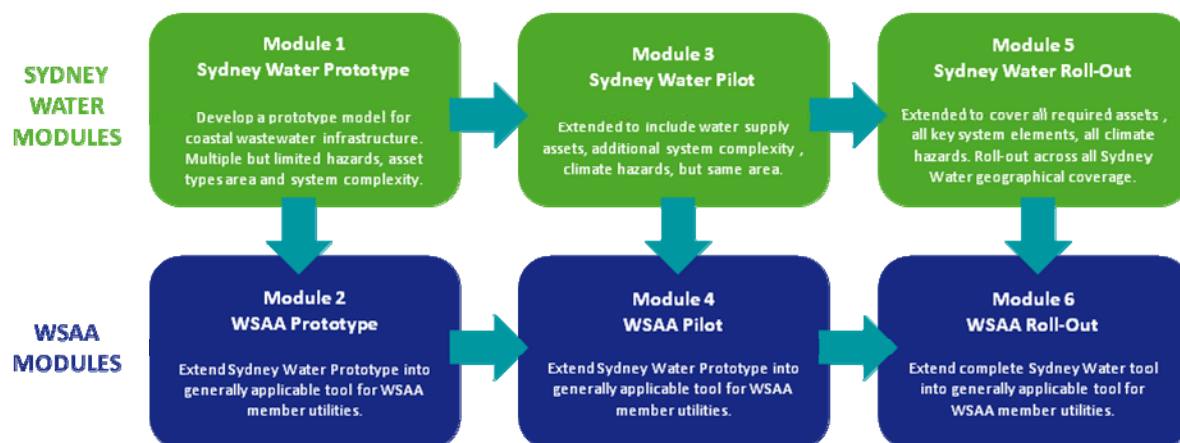 SYDNEY
WATER
MODULES
Module 1
Sydney Water Prototype
Develop a prototype model for
coastal wastewater infrastructure.
Multiple but limited hazards, asset
types area and system complexity.
Module 3
Sydney Water Pilot
Extended to include water supply
assets, additional system complexity ,
climate hazards, but same area.
Module 5
Sydney Water Roll-Out
Extended to cover all required assets ,
all key system elements, all climate
hazards. Roll-out across all Sydney
Water geographical coverage.
WSAA
MODULES
Module 2
WSAA Prototype
Extend Sydney Water Prototype into
generally applicable tool for WSAA
member utilities.
Module 4
WSAA Pilot
Extend Sydney Water Prototype into
generally applicable tool for WSAA
member utilities.
Module 6
WSAA Roll-Out
Extend complete Sydney Water tool
into generally applicable tool for
WSAA member utilities.